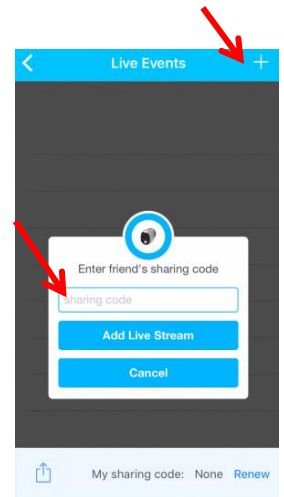 Live Events
Enter friend's sharing code
sharing code
Add Live Stream
Cancel
My sharing code: None Renew